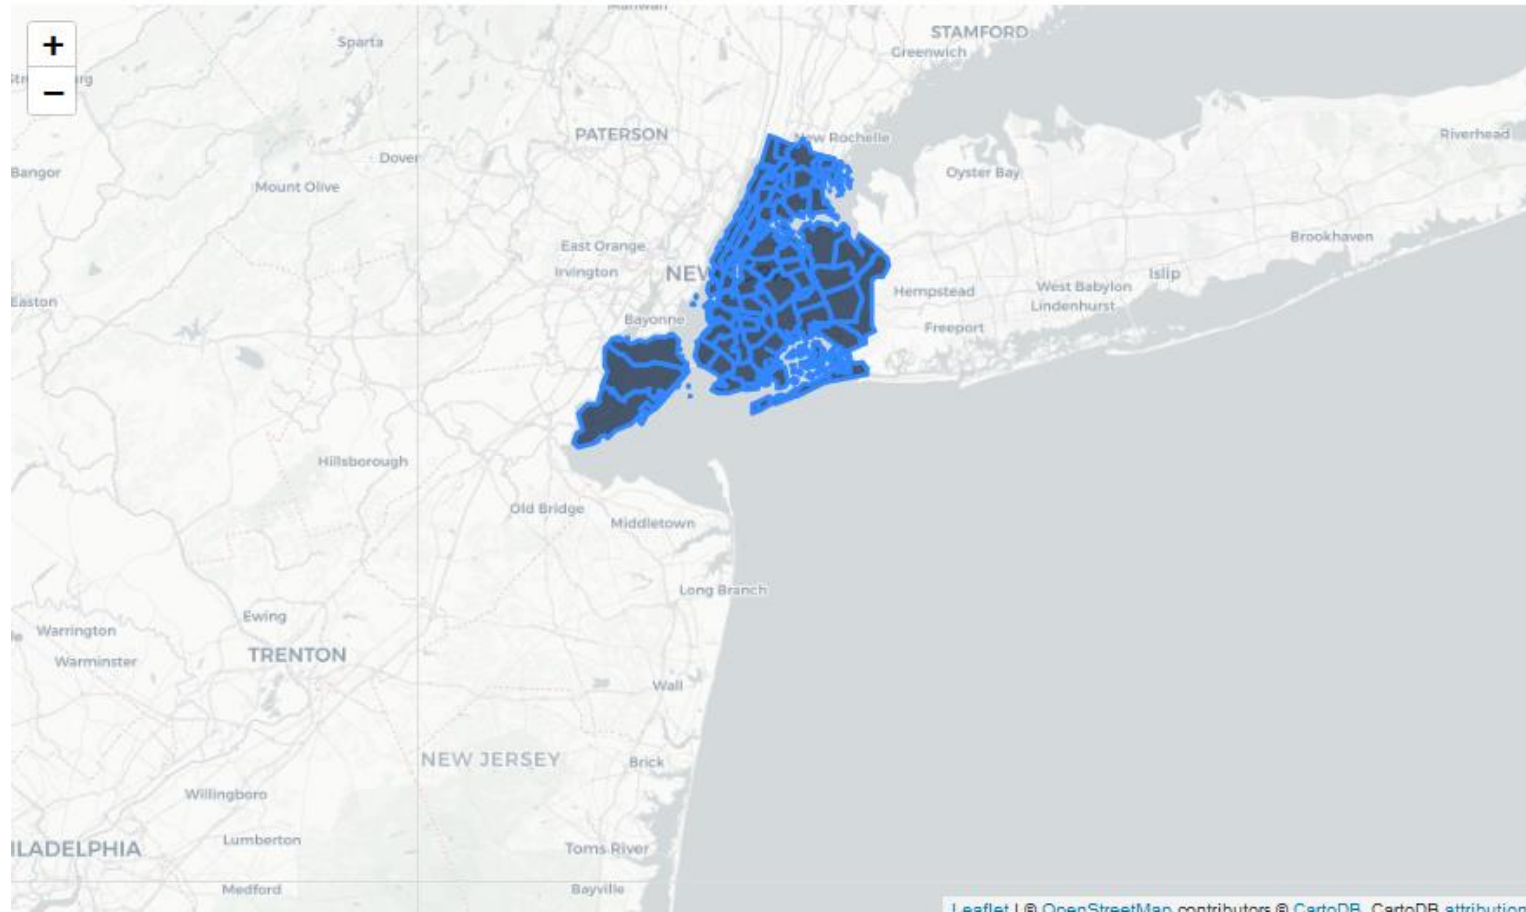 +
−
Sparta
STAMFORD
Greenwich
PATERSON
New Rochelle
Riverhead
Dover
Bangor
Mount Olive
Oyster Bay
East Orange
Brookhaven
Irvington
NEW
Islip
Hempstead
West Babylon
Easton
Lindenhurst
Bayonne
Freeport
Hillsborough
Old Bridge
Middletown
Long Branch
Ewing
Warrington
TRENTON
Warminster
Wall
NEW JERSEY
Brick
Willingboro
Lumberton
ILADELPHIA
Toms River
Medford
Bayville
Leaflet | © OpenStreetMap contributors © CartoDB, CartoDB attribution